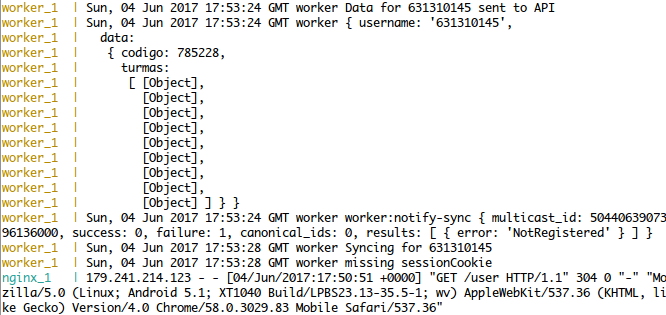 worker_1 | Sun, 04 Jun 2017 17:53:24 GMT worker Data for 631310145 sent to API
worker_1 | Sun, 04 Jun 2017 17:53:24 GMT worker { username: '631310145',
worker_1 | data:
worker_1 | { codigo: 785228,
worker_1 | turmas:
worker_1 | [ [Object],
worker_1 | [Object],
worker_1 | [Object],
worker_1 | [Object],
worker_1 | [Object],
worker_1 | [Object],
worker_1 | [Object],
worker_1 | [Object],
worker_1 | [Object] ] } }
worker_1 | Sun, 04 Jun 2017 17:53:24 GMT worker worker:notify-sync { multicast_id: 50440639073
96136000, success: 0, failure: 1, canonical_ids: 0, results: [ { error: 'NotRegistered' } ] }
worker_1 | Sun, 04 Jun 2017 17:53:28 GMT worker Syncing for 631310145
worker_1 | Sun, 04 Jun 2017 17:53:28 GMT worker missing sessionCookie
nginx_1 | 179.241.214.123 - - [04/Jun/2017:17:50:51 +0000] "GET /user HTTP/1.1" 304 0 "-" "Mo
zilla/5.0 (Linux; Android 5.1; XT1040 Build/LPBS23.13-35.5-1; wv) AppleWebKit/537.36 (KHTML, li
ke Gecko) Version/4.0 Chrome/58.0.3029.83 Mobile Safari/537.36"